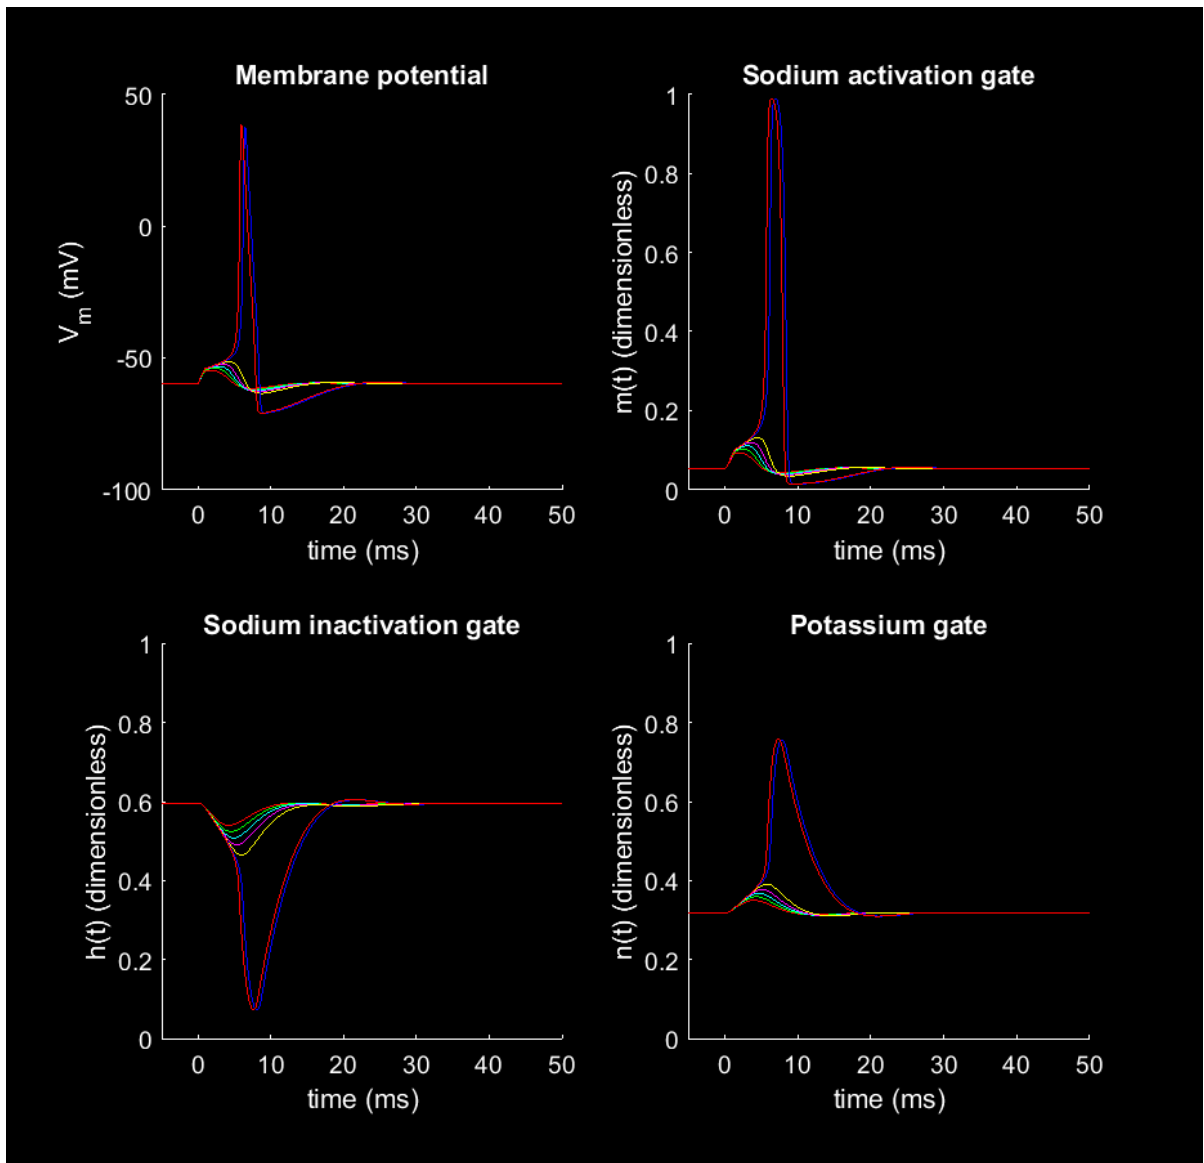 Membrane potential
50
0
-50
-100
V_m (mV)
0 10 20 30 40 50
time (ms)
Sodium activation gate
1
0.8
0.6
0.4
0.2
0
m(t) (dimensionless)
0 10 20 30 40 50
time (ms)
Sodium inactivation gate
1
0.8
0.6
0.4
0.2
0
h(t) (dimensionless)
0 10 20 30 40 50
time (ms)
Potassium gate
1
0.8
0.6
0.4
0.2
0
n(t) (dimensionless)
0 10 20 30 40 50
time (ms)